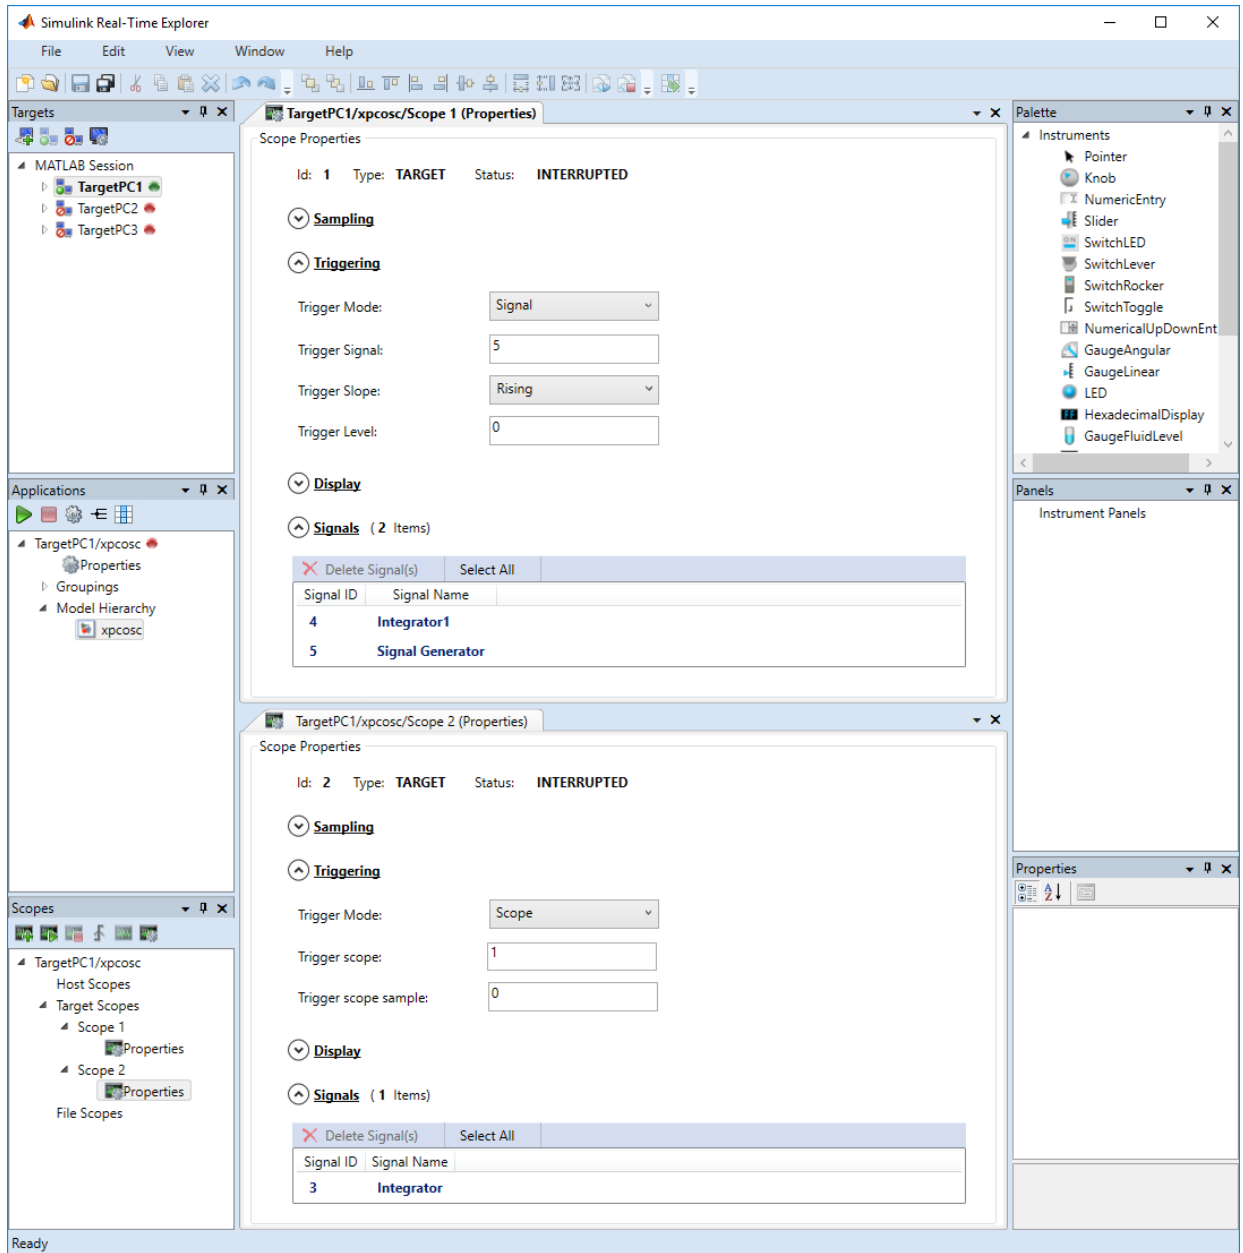 Simulink Real-Time Explorer
File Edit View Window Help
Targets
MATLAB Session
TargetPC1
TargetPC2
TargetPC3
Applications
TargetPC1/xpcosc
Properties
Groupings
Model Hierarchy
xpcosc
Scopes
TargetPC1/xpcosc
Host Scopes
Target Scopes
Scope 1
Properties
Scope 2
Properties
File Scopes
TargetPC1/xpcosc/Scope 1 (Properties)
Scope Properties
Id: 1 Type: TARGET Status: INTERRUPTED
Sampling
Triggering
Trigger Mode: Signal
Trigger Signal: 5
Trigger Slope: Rising
Trigger Level: 0
Display
Signals ( 2 Items)
Delete Signal(s) Select All
Signal ID Signal Name
4 Integrator1
5 Signal Generator
TargetPC1/xpcosc/Scope 2 (Properties)
Scope Properties
Id: 2 Type: TARGET Status: INTERRUPTED
Sampling
Triggering
Trigger Mode: Scope
Trigger scope: 1
Trigger scope sample: 0
Display
Signals ( 1 Items)
Delete Signal(s) Select All
Signal ID Signal Name
3 Integrator
Palette
Instruments
Pointer
Knob
NumericEntry
Slider
SwitchLED
SwitchLever
SwitchRocker
SwitchToggle
NumericalUpDownEnt
GaugeAngular
GaugeLinear
LED
HexadecimalDisplay
GaugeFluidLevel
Panels
Instrument Panels
Properties
Ready